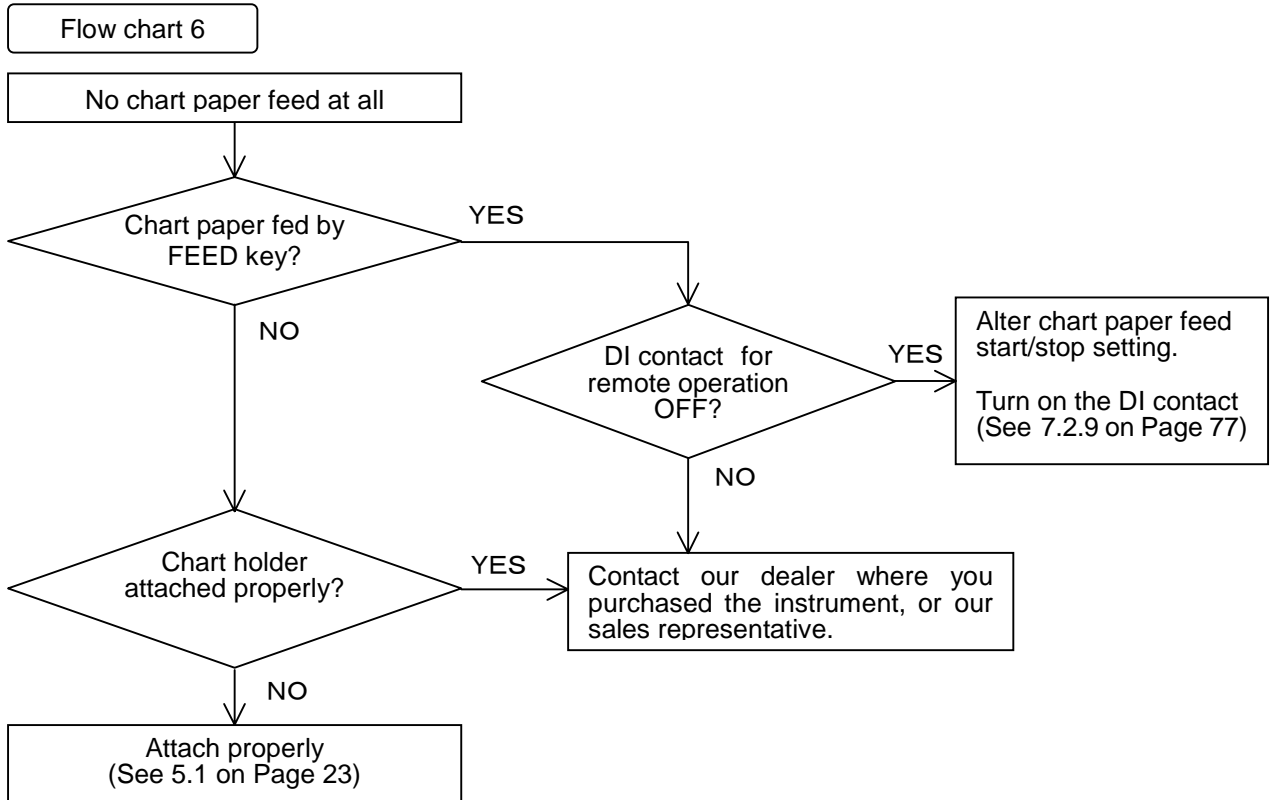 Flow chart 6
No chart paper feed at all
Chart paper fed by
FEED key?
YES
NO
DI contact for
remote operation
OFF?
YES
Alter chart paper feed
start/stop setting.
Turn on the DI contact
(See 7.2.9 on Page 77)
NO
Chart holder
attached properly?
YES
Contact our dealer where you
purchased the instrument, or our
sales representative.
NO
Attach properly
(See 5.1 on Page 23)